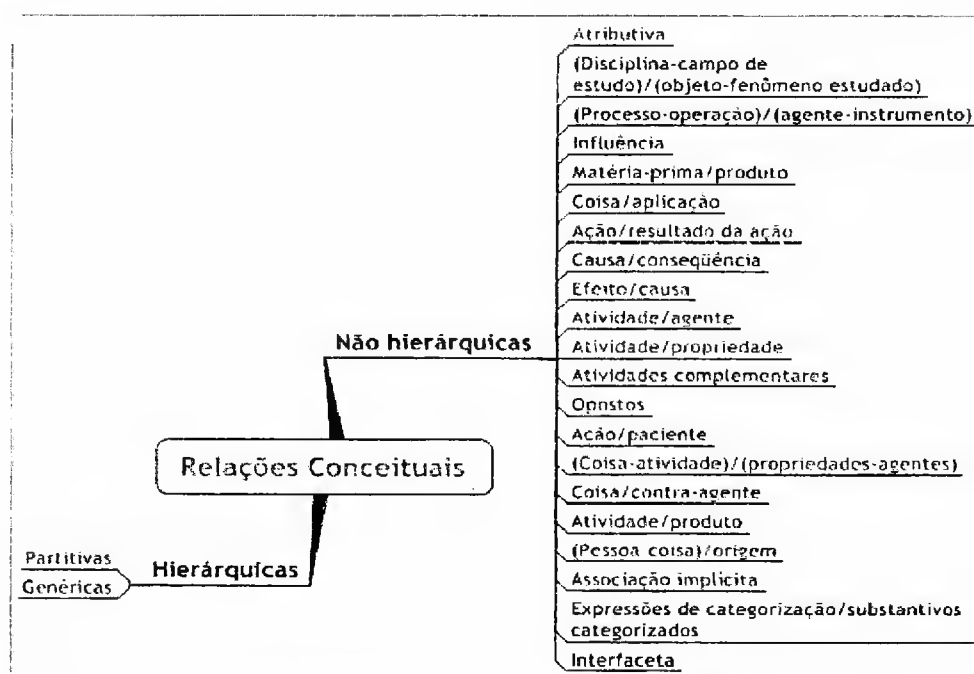 Atributiva
(Disciplina-campo de
estudo)/(objeto-fenômeno estudado)
(Processo-operação)/(agente-instrumento)
Influência
Matéria-prima/produto
Coisa/aplicação
Ação/resultado da ação
Causa/conseqüência
Efeito/causa
Atividade/agente
Não hierárquicas
Atividade/propriedade
Atividades complementares
Opostos
Ação/paciente
Relações Conceituais
(Coisa-atividade)/(propriedades-agentes)
Coisa/contra-agente
Atividade/produto
(Pessoa coisa)/origem
Partitivas
Hierárquicas
Genéricas
Associação implicita
Expressões de categorização/substantivos
categorizados
Interfaceta